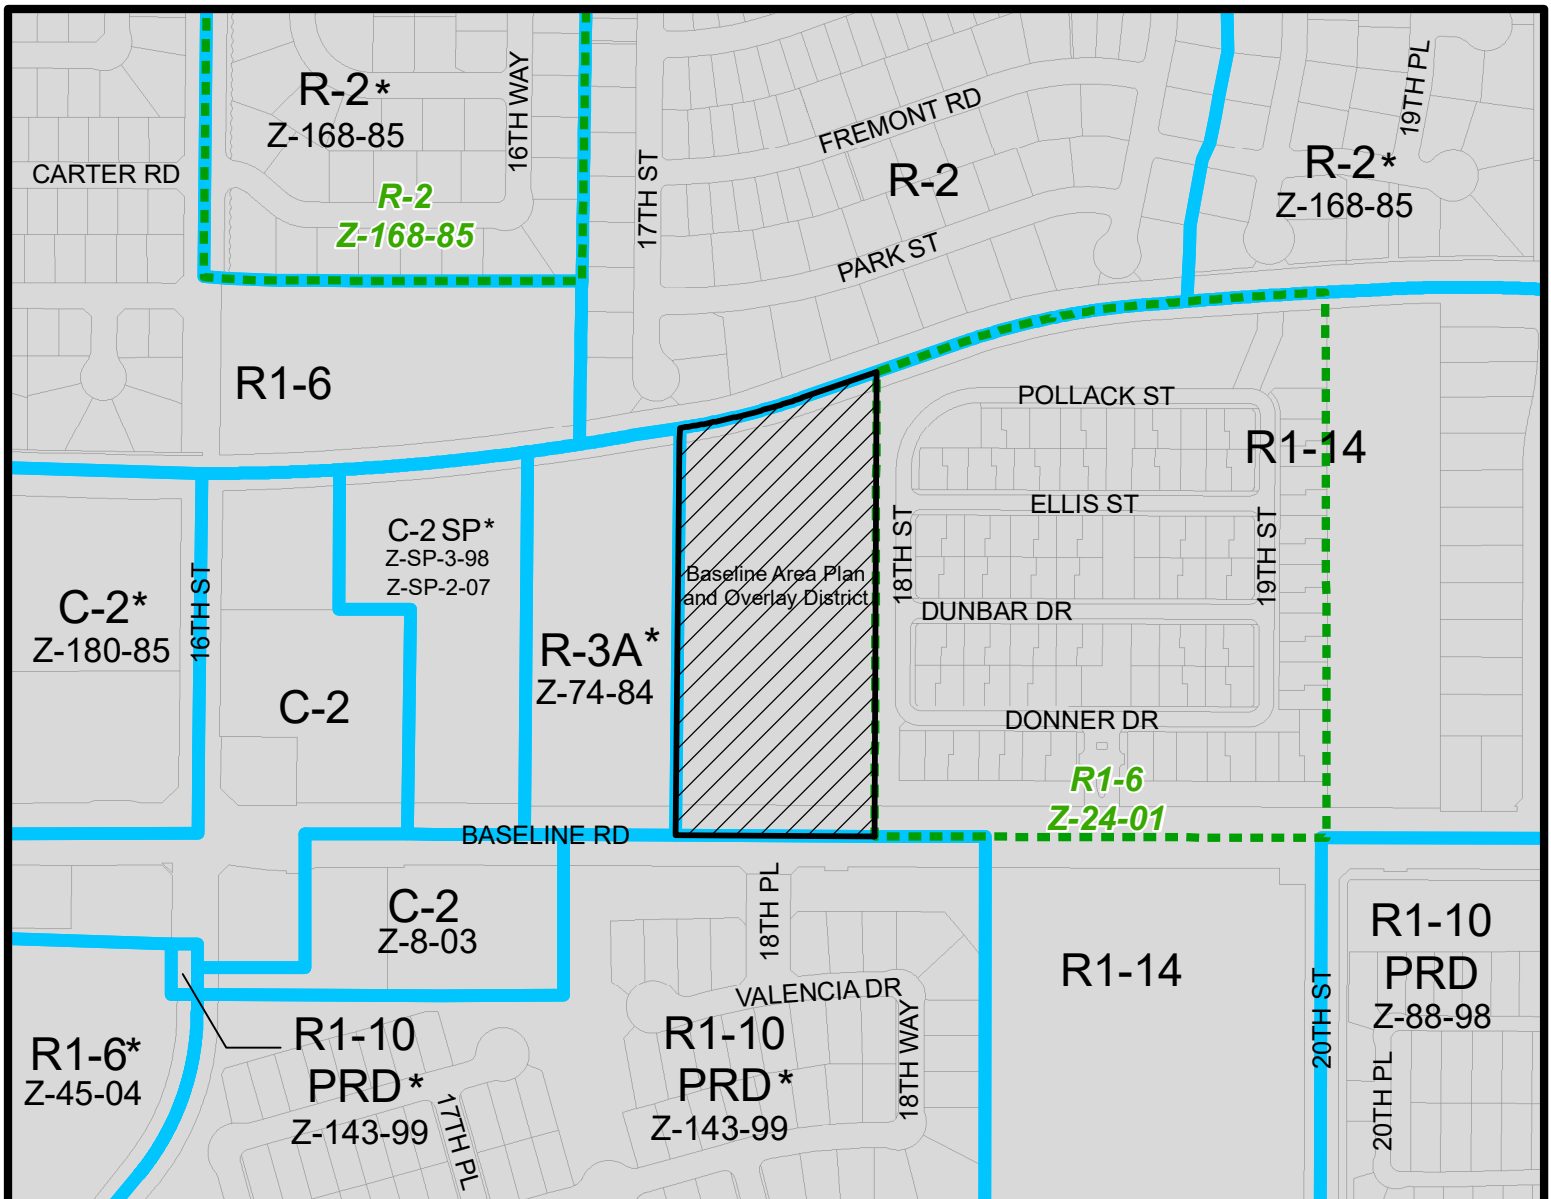 R-2*
Z-168-85
16TH WAY
R-2
Z-168-85
CARTER RD
17TH ST
FREMONT RD
R-2
PARK ST
19TH PL
R-2*
Z-168-85
R1-6
POLLACK ST
R1-14
ELLIS ST
18TH ST
19TH ST
DUNBAR DR
DONNER DR
R1-6
Z-24-01
C-2 SP*
Z-SP-3-98
Z-SP-2-07
Baseline Area Plan
and Overlay District
C-2*
Z-180-85
16TH ST
C-2
R-3A*
Z-74-84
BASELINE RD
C-2
Z-8-03
18TH PL
VALENCIA DR
18TH WAY
R1-14
20TH ST
R1-10
PRD
Z-88-98
20TH PL
R1-6*
Z-45-04
R1-10
PRD*
Z-143-99
17TH PL
R1-10
PRD*
Z-143-99